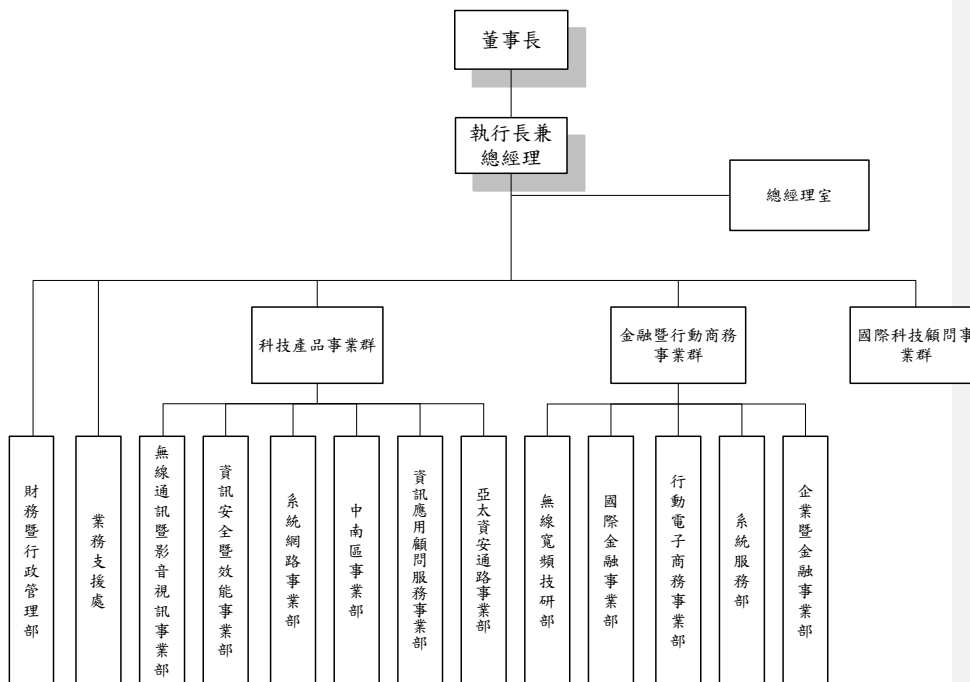 董事長
執行長兼
總經理
總經理室
科技產品事業群
金融暨行動商務
事業群
國際科技顧問事
業群
財務暨行政管理部
業務支援處
無線通訊暨影音視訊事業部
資訊安全暨效能事業部
系統網路事業部
中南區事業部
資訊應用顧問服務事業部
亞太資安通路事業部
無線寬頻技研部
國際金融事業部
行動電子商務事業部
系統服務部
企業暨金融事業部